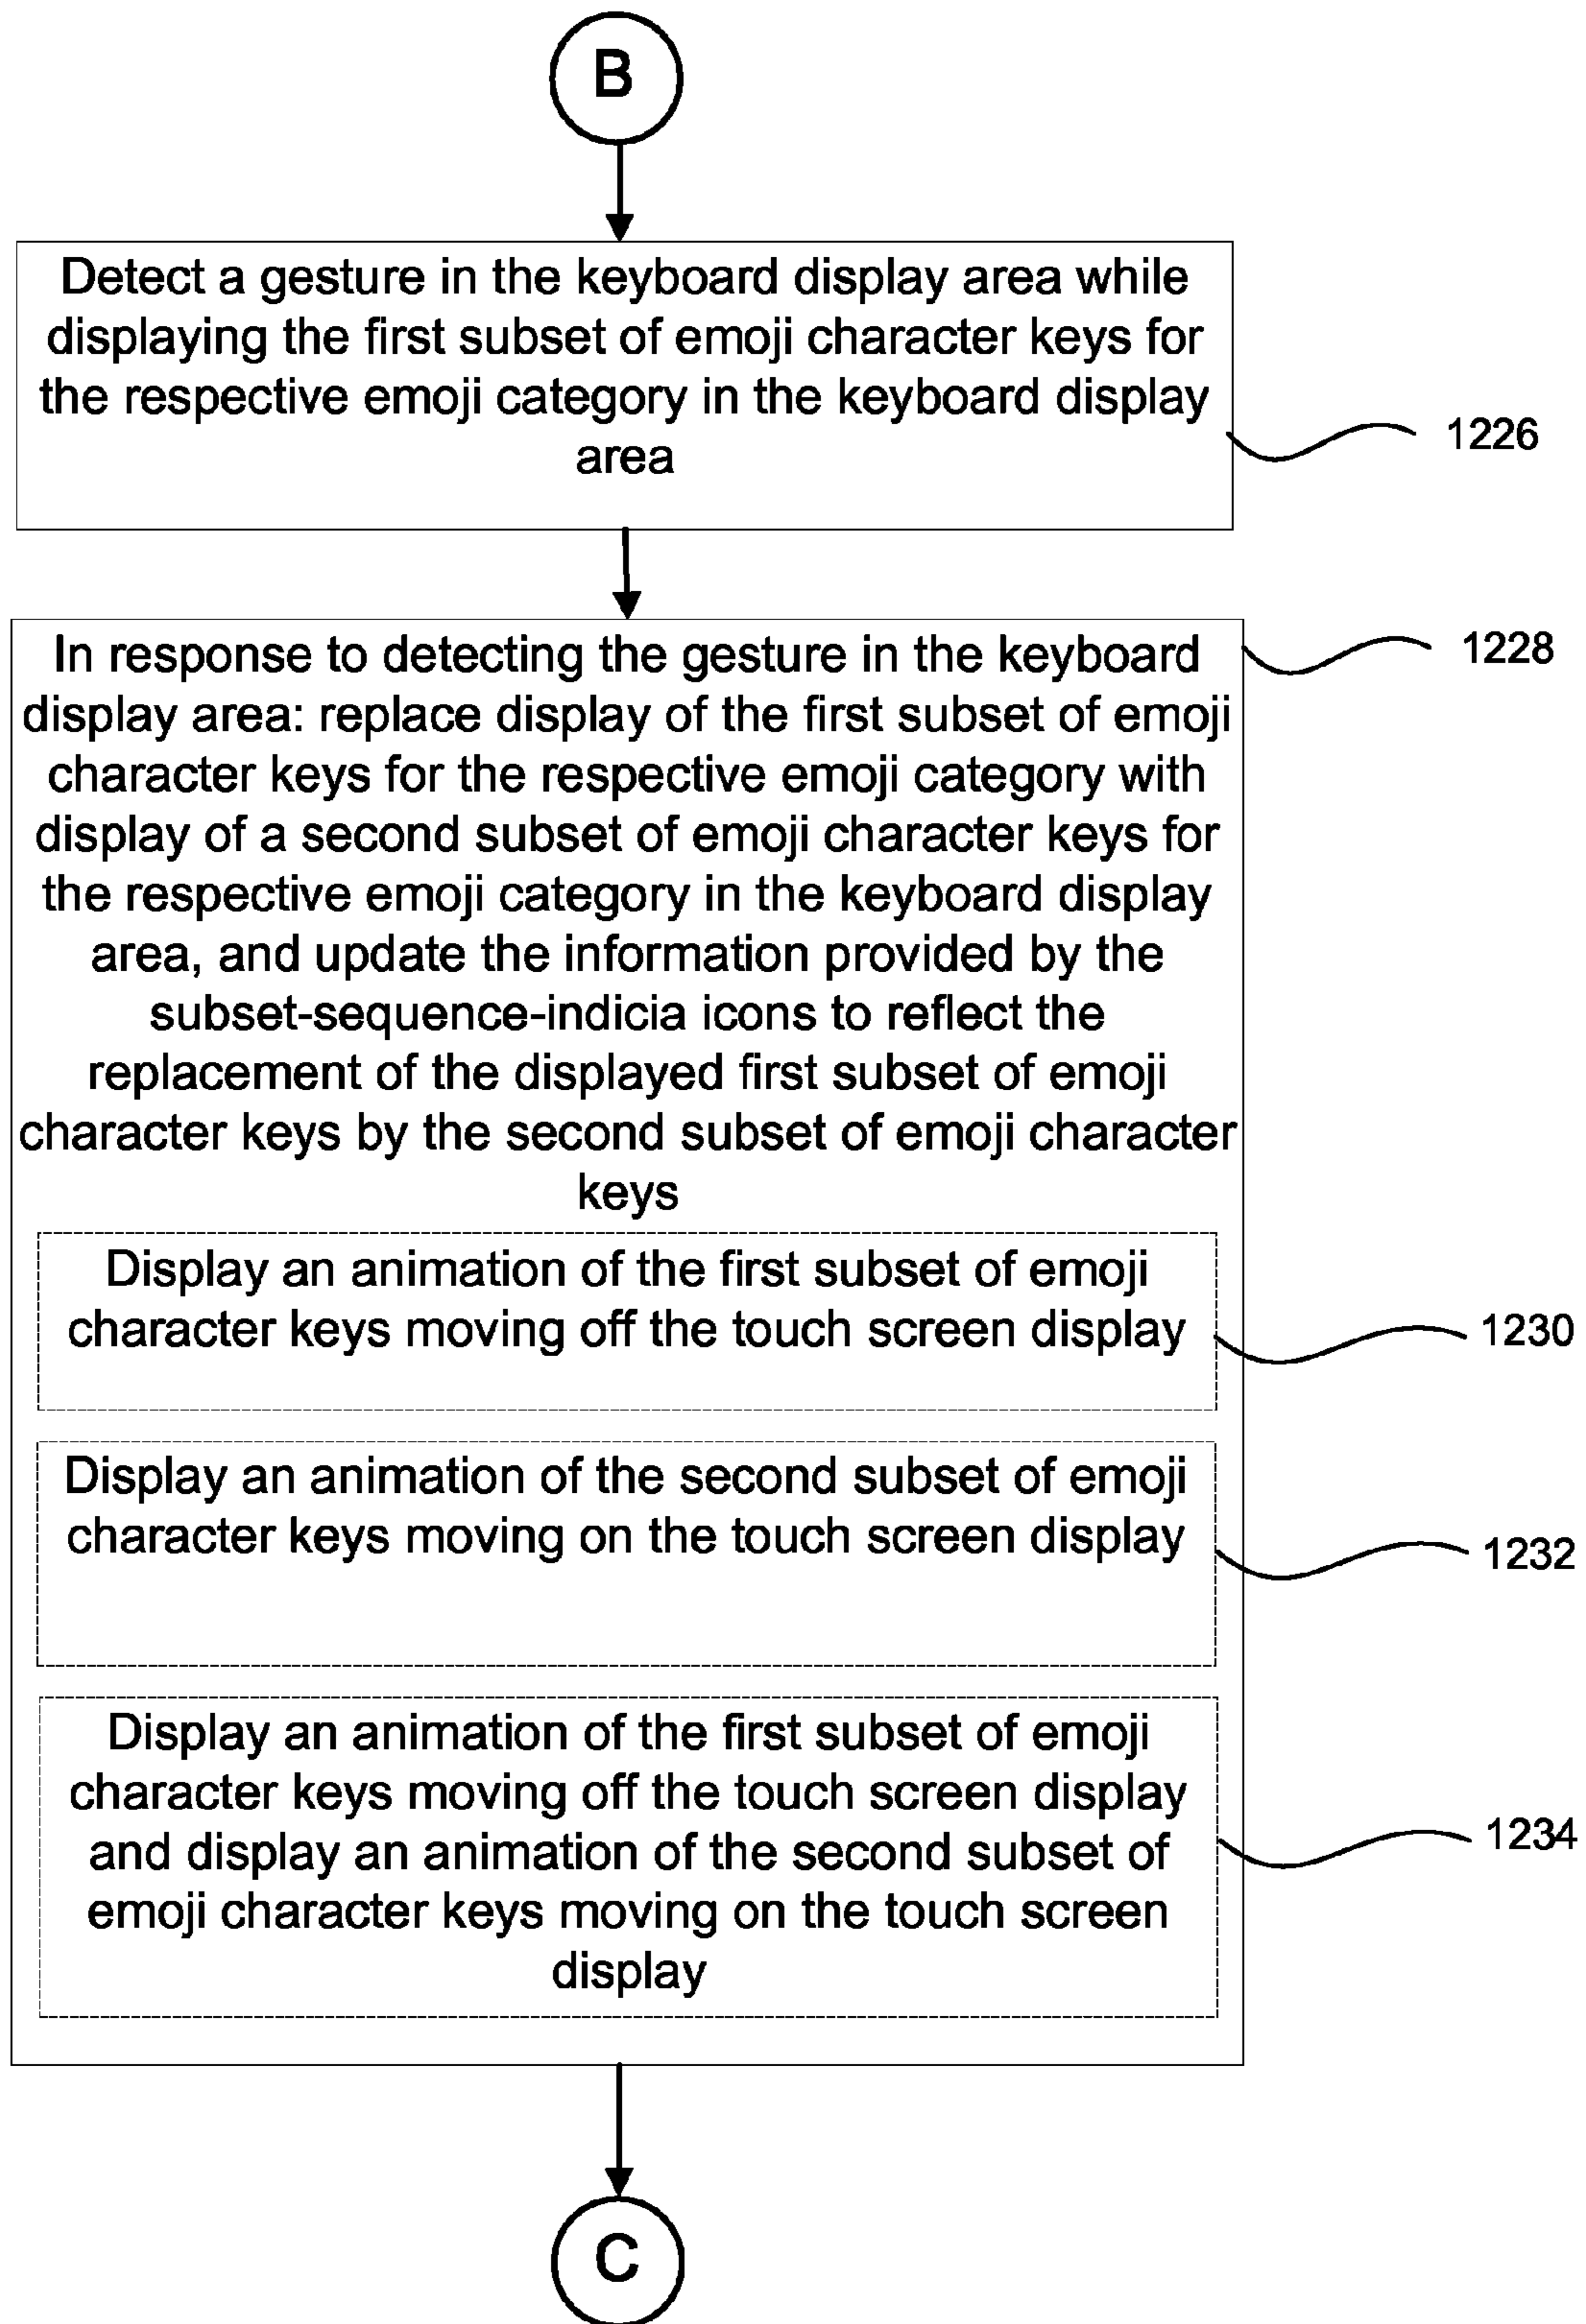 B
Detect a gesture in the keyboard display area while
displaying the first subset of emoji character keys for
the respective emoji category in the keyboard display
area
1226
In response to detecting the gesture in the keyboard
display area: replace display of the first subset of emoji
character keys for the respective emoji category with
display of a second subset of emoji character keys for
the respective emoji category in the keyboard display
area, and update the information provided by the
subset-sequence-indicia icons to reflect the
replacement of the displayed first subset of emoji
character keys by the second subset of emoji character
keys
1228
Display an animation of the first subset of emoji
character keys moving off the touch screen display
1230
Display an animation of the second subset of emoji
character keys moving on the touch screen display
1232
Display an animation of the first subset of emoji
character keys moving off the touch screen display
and display an animation of the second subset of
emoji character keys moving on the touch screen
display
1234
C